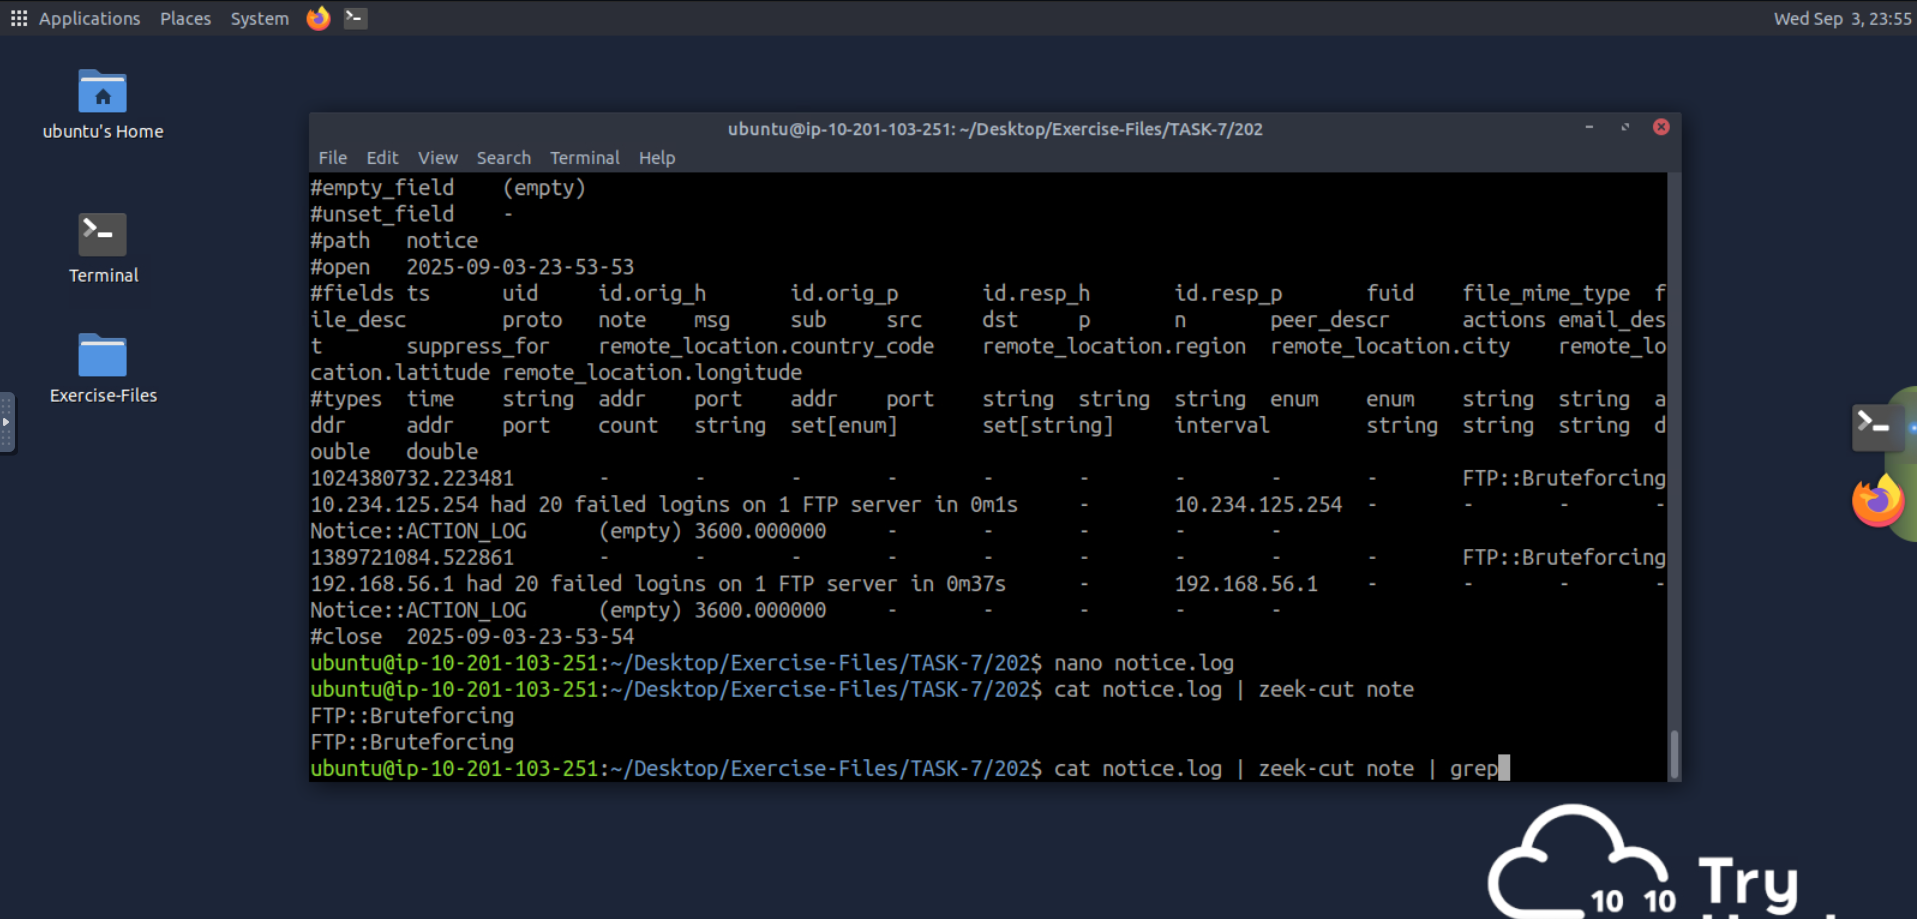 Applications Places System Wed Sep 3, 23:55
ubuntu's Home
Terminal
Exercise-Files
ubuntu@ip-10-201-103-251: ~/Desktop/Exercise-Files/TASK-7/202
File Edit View Search Terminal Help
#empty_field (empty)
#unset_field -
#path notice
#open 2025-09-03-23-53-53
#fields ts uid id.orig_h id.orig_p id.resp_h id.resp_p fuid file_mime_type f
ile_desc proto note msg sub src dst p n peer_descr actions email_des
t suppress_for remote_location.country_code remote_location.region remote_location.city remote_lo
cation.latitude remote_location.longitude
#types time string addr port addr port string string string enum enum string string a
ddr addr port count string set[enum] set[string] interval string string string d
ouble double
1024380732.223481 - - - - - - - - - FTP::Bruteforcing
10.234.125.254 had 20 failed logins on 1 FTP server in 0m1s - 10.234.125.254 - - - -
Notice::ACTION_LOG (empty) 3600.000000 - - - - -
1389721084.522861 - - - - - - - - - FTP::Bruteforcing
192.168.56.1 had 20 failed logins on 1 FTP server in 0m37s - 192.168.56.1 - - - -
Notice::ACTION_LOG (empty) 3600.000000 - - - - -
#close 2025-09-03-23-53-54
ubuntu@ip-10-201-103-251:~/Desktop/Exercise-Files/TASK-7/202$ nano notice.log
ubuntu@ip-10-201-103-251:~/Desktop/Exercise-Files/TASK-7/202$ cat notice.log | zeek-cut note
FTP::Bruteforcing
FTP::Bruteforcing
ubuntu@ip-10-201-103-251:~/Desktop/Exercise-Files/TASK-7/202$ cat notice.log | zeek-cut note | grep
10 10 Try